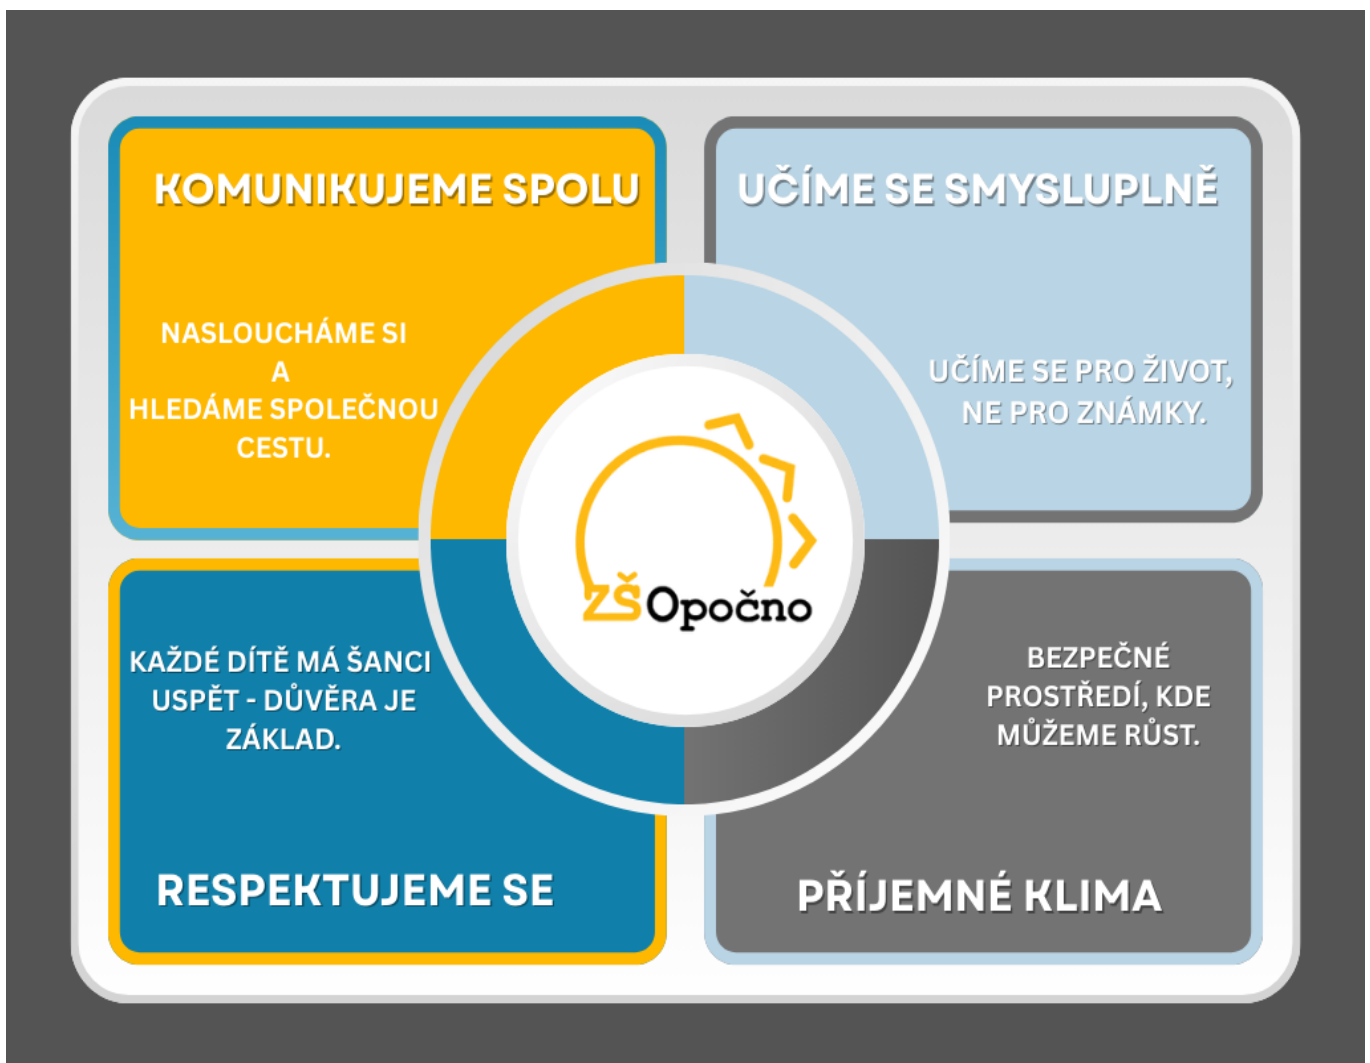 KOMUNIKUJEME SPOLU
NASLOUCHÁME SI
A
HLEDÁME SPOLEČNOU
CESTU.
UČÍME SE SMYSLUPLNĚ
UČÍME SE PRO ŽIVOT,
NE PRO ZNÁMKY.
ZŠ Opočno
KAŽDÉ DÍTĚ MÁ ŠANCI
USPĚT - DŮVĚRA JE
ZÁKLAD.
RESPEKTUJEME SE
BEZPEČNÉ
PROSTŘEDÍ, KDE
MŮŽEME RŮST.
PŘÍJEMNÉ KLIMA